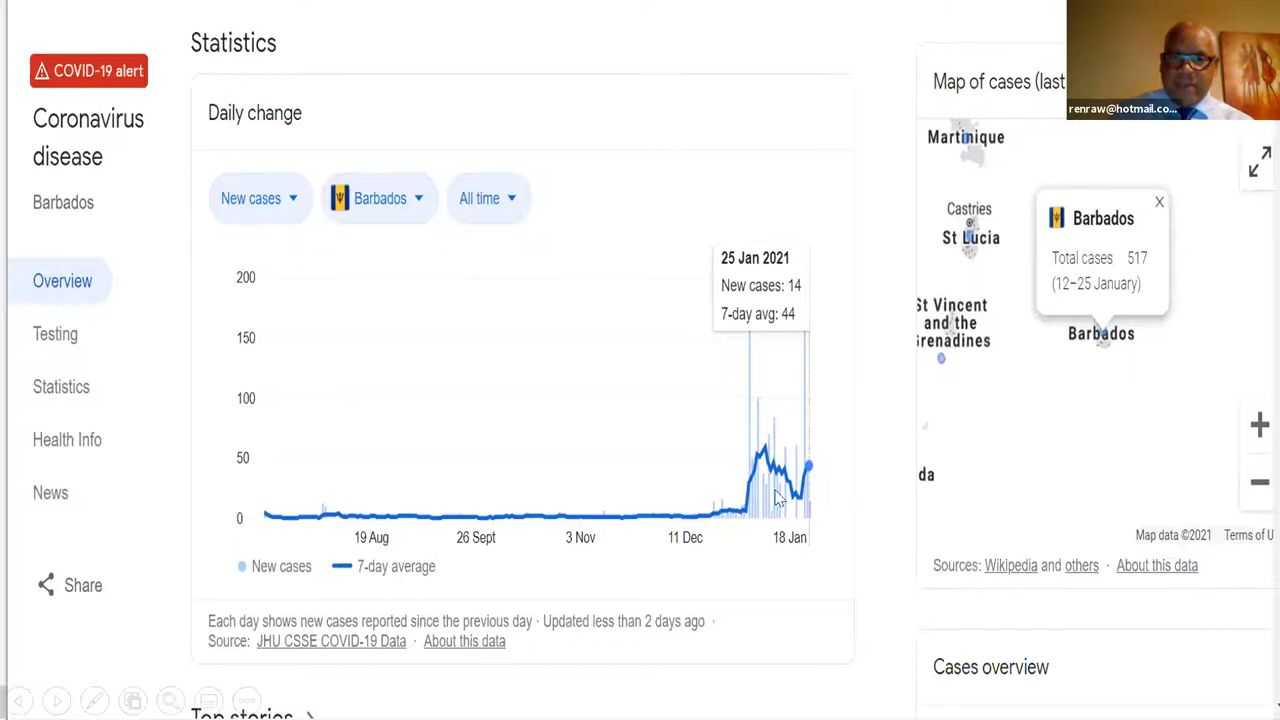 Statistics
COVID-19 alert
Coronavirus
disease
Barbados
Overview
Testing
Statistics
Health Info
News
Share
Daily change
New cases
Barbados
All time
25 Jan 2021
New cases: 14
7-day avg: 44
200
150
100
50
0
19 Aug
26 Sept
3 Nov
11 Dec
18 Jan
New cases
7-day average
Each day shows new cases reported since the previous day · Updated less than 2 days ago ·
Source: JHU CSSE COVID-19 Data · About this data
Top stories
Map of cases (last
renraw@hotmail.co...
Martinique
Castries
St Lucia
St Vincent
and the
Grenadines
da
Barbados
Total cases 517
(12–25 January)
Barbados
Map data ©2021 Terms of U
Sources: Wikipedia and others · About this data
Cases overview